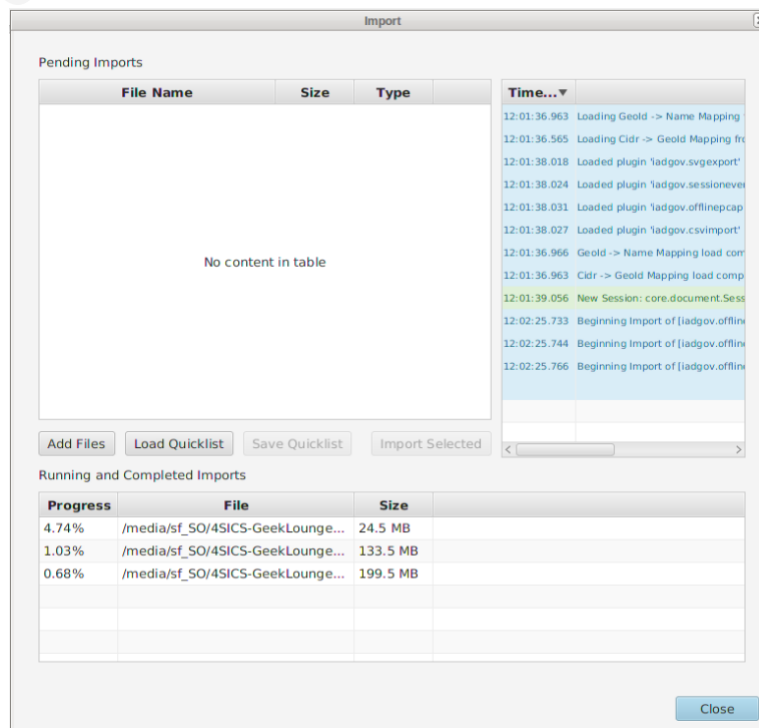 Import
Pending Imports
File Name Size Type
No content in table
Time...
12:01:36.963 Loading GeoId -> Name Mapping
12:01:36.565 Loading Cidr -> GeoId Mapping fro
12:01:38.018 Loaded plugin 'iadgov.svgexport'
12:01:38.024 Loaded plugin 'iadgov.sessioneve
12:01:38.031 Loaded plugin 'iadgov.offlinepcap
12:01:38.027 Loaded plugin 'iadgov.csvimport'
12:01:36.966 GeoId -> Name Mapping load com
12:01:36.963 Cidr -> GeoId Mapping load comp
12:01:39.056 New Session: core.document.Sess
12:02:25.733 Beginning Import of [iadgov.offline
12:02:25.744 Beginning Import of [iadgov.offline
12:02:25.766 Beginning Import of [iadgov.offline
Add Files Load Quicklist Save Quicklist Import Selected
Running and Completed Imports
Progress File Size
4.74% /media/sf_SO/4SICS-GeekLounge... 24.5 MB
1.03% /media/sf_SO/4SICS-GeekLounge... 133.5 MB
0.68% /media/sf_SO/4SICS-GeekLounge... 199.5 MB
Close